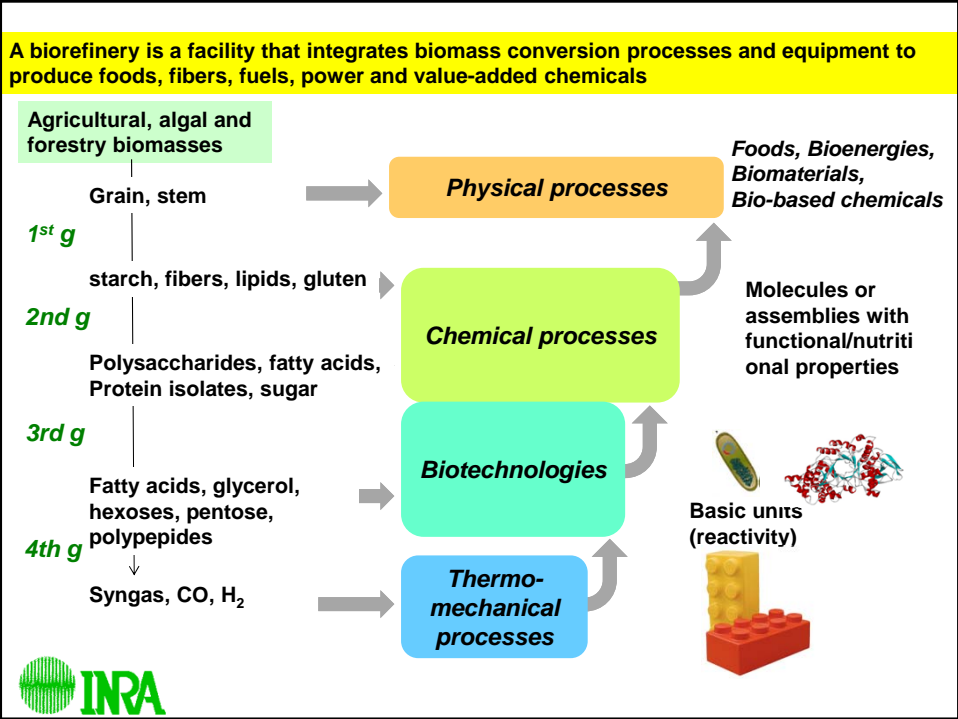 A biorefinery is a facility that integrates biomass conversion processes and equipment to
produce foods, fibers, fuels, power and value-added chemicals
Agricultural, algal and
forestry biomasses
Grain, stem
1st g
starch, fibers, lipids, gluten
2nd g
Polysaccharides, fatty acids,
Protein isolates, sugar
3rd g
Fatty acids, glycerol,
hexoses, pentose,
polypepides
4th g
Syngas, CO, H2
Physical processes
Chemical processes
Biotechnologies
Thermo-
mechanical
processes
Foods, Bioenergies,
Biomaterials,
Bio-based chemicals
Molecules or
assemblies with
functional/nutriti
onal properties
Basic units
(reactivity)
INRA